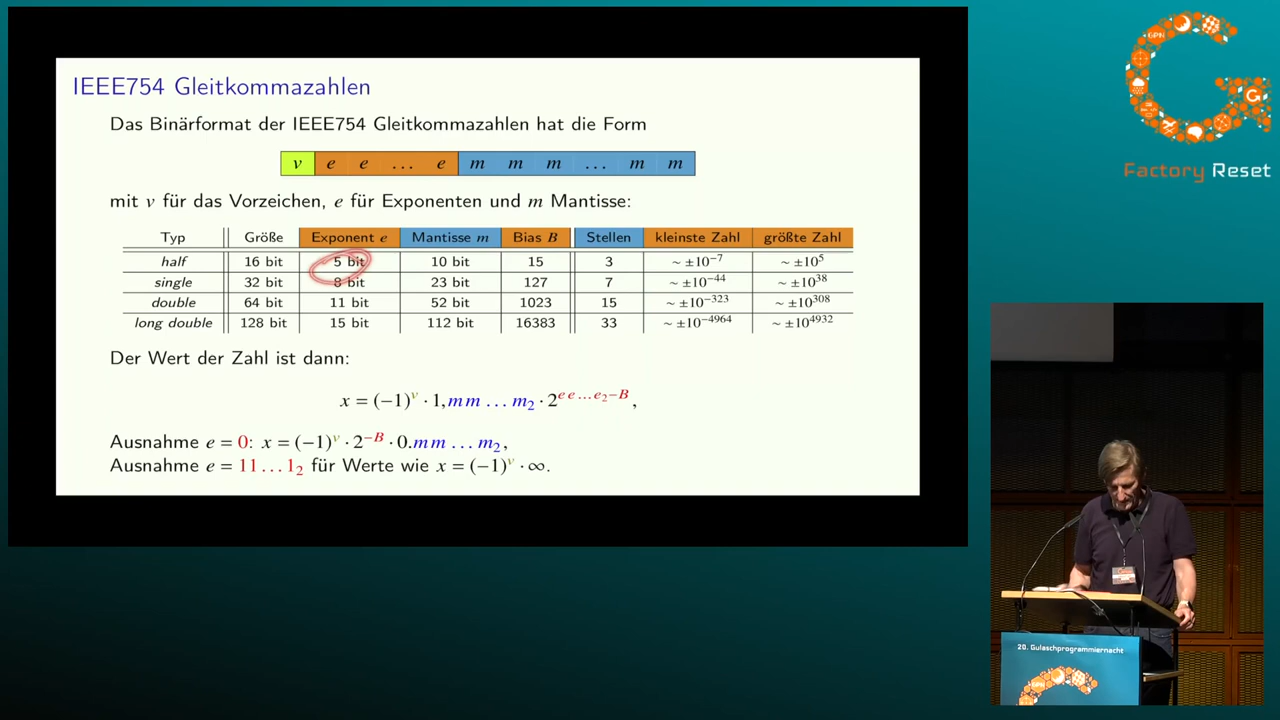 IEEE754 Gleitkommazahlen
Das Binärformat der IEEE754 Gleitkommazahlen hat die Form
v e e ... e m m m ... m m
mit v für das Vorzeichen, e für Exponenten und m Mantisse:
Typ Größe Exponent e Mantisse m Bias B Stellen kleinste Zahl größte Zahl
half 16 bit 5 bit 10 bit 15 3 ~ ±10⁻⁷ ~ ±10⁵
single 32 bit 8 bit 23 bit 127 7 ~ ±10⁻⁴⁴ ~ ±10³⁸
double 64 bit 11 bit 52 bit 1023 15 ~ ±10⁻³²³ ~ ±10³⁰⁸
long double 128 bit 15 bit 112 bit 16383 33 ~ ±10⁻⁴⁹⁶⁴ ~ ±10⁴⁹³²
Der Wert der Zahl ist dann:
x = (−1)^v · 1,mm ... m₂ · 2^(ee...e₂−B),
Ausnahme e = 0: x = (−1)^v · 2^(−B) · 0.mm ... m₂,
Ausnahme e = 11 ... 1₂ für Werte wie x = (−1)^v · ∞.
Factory Reset
20. Gulaschprogrammiernacht